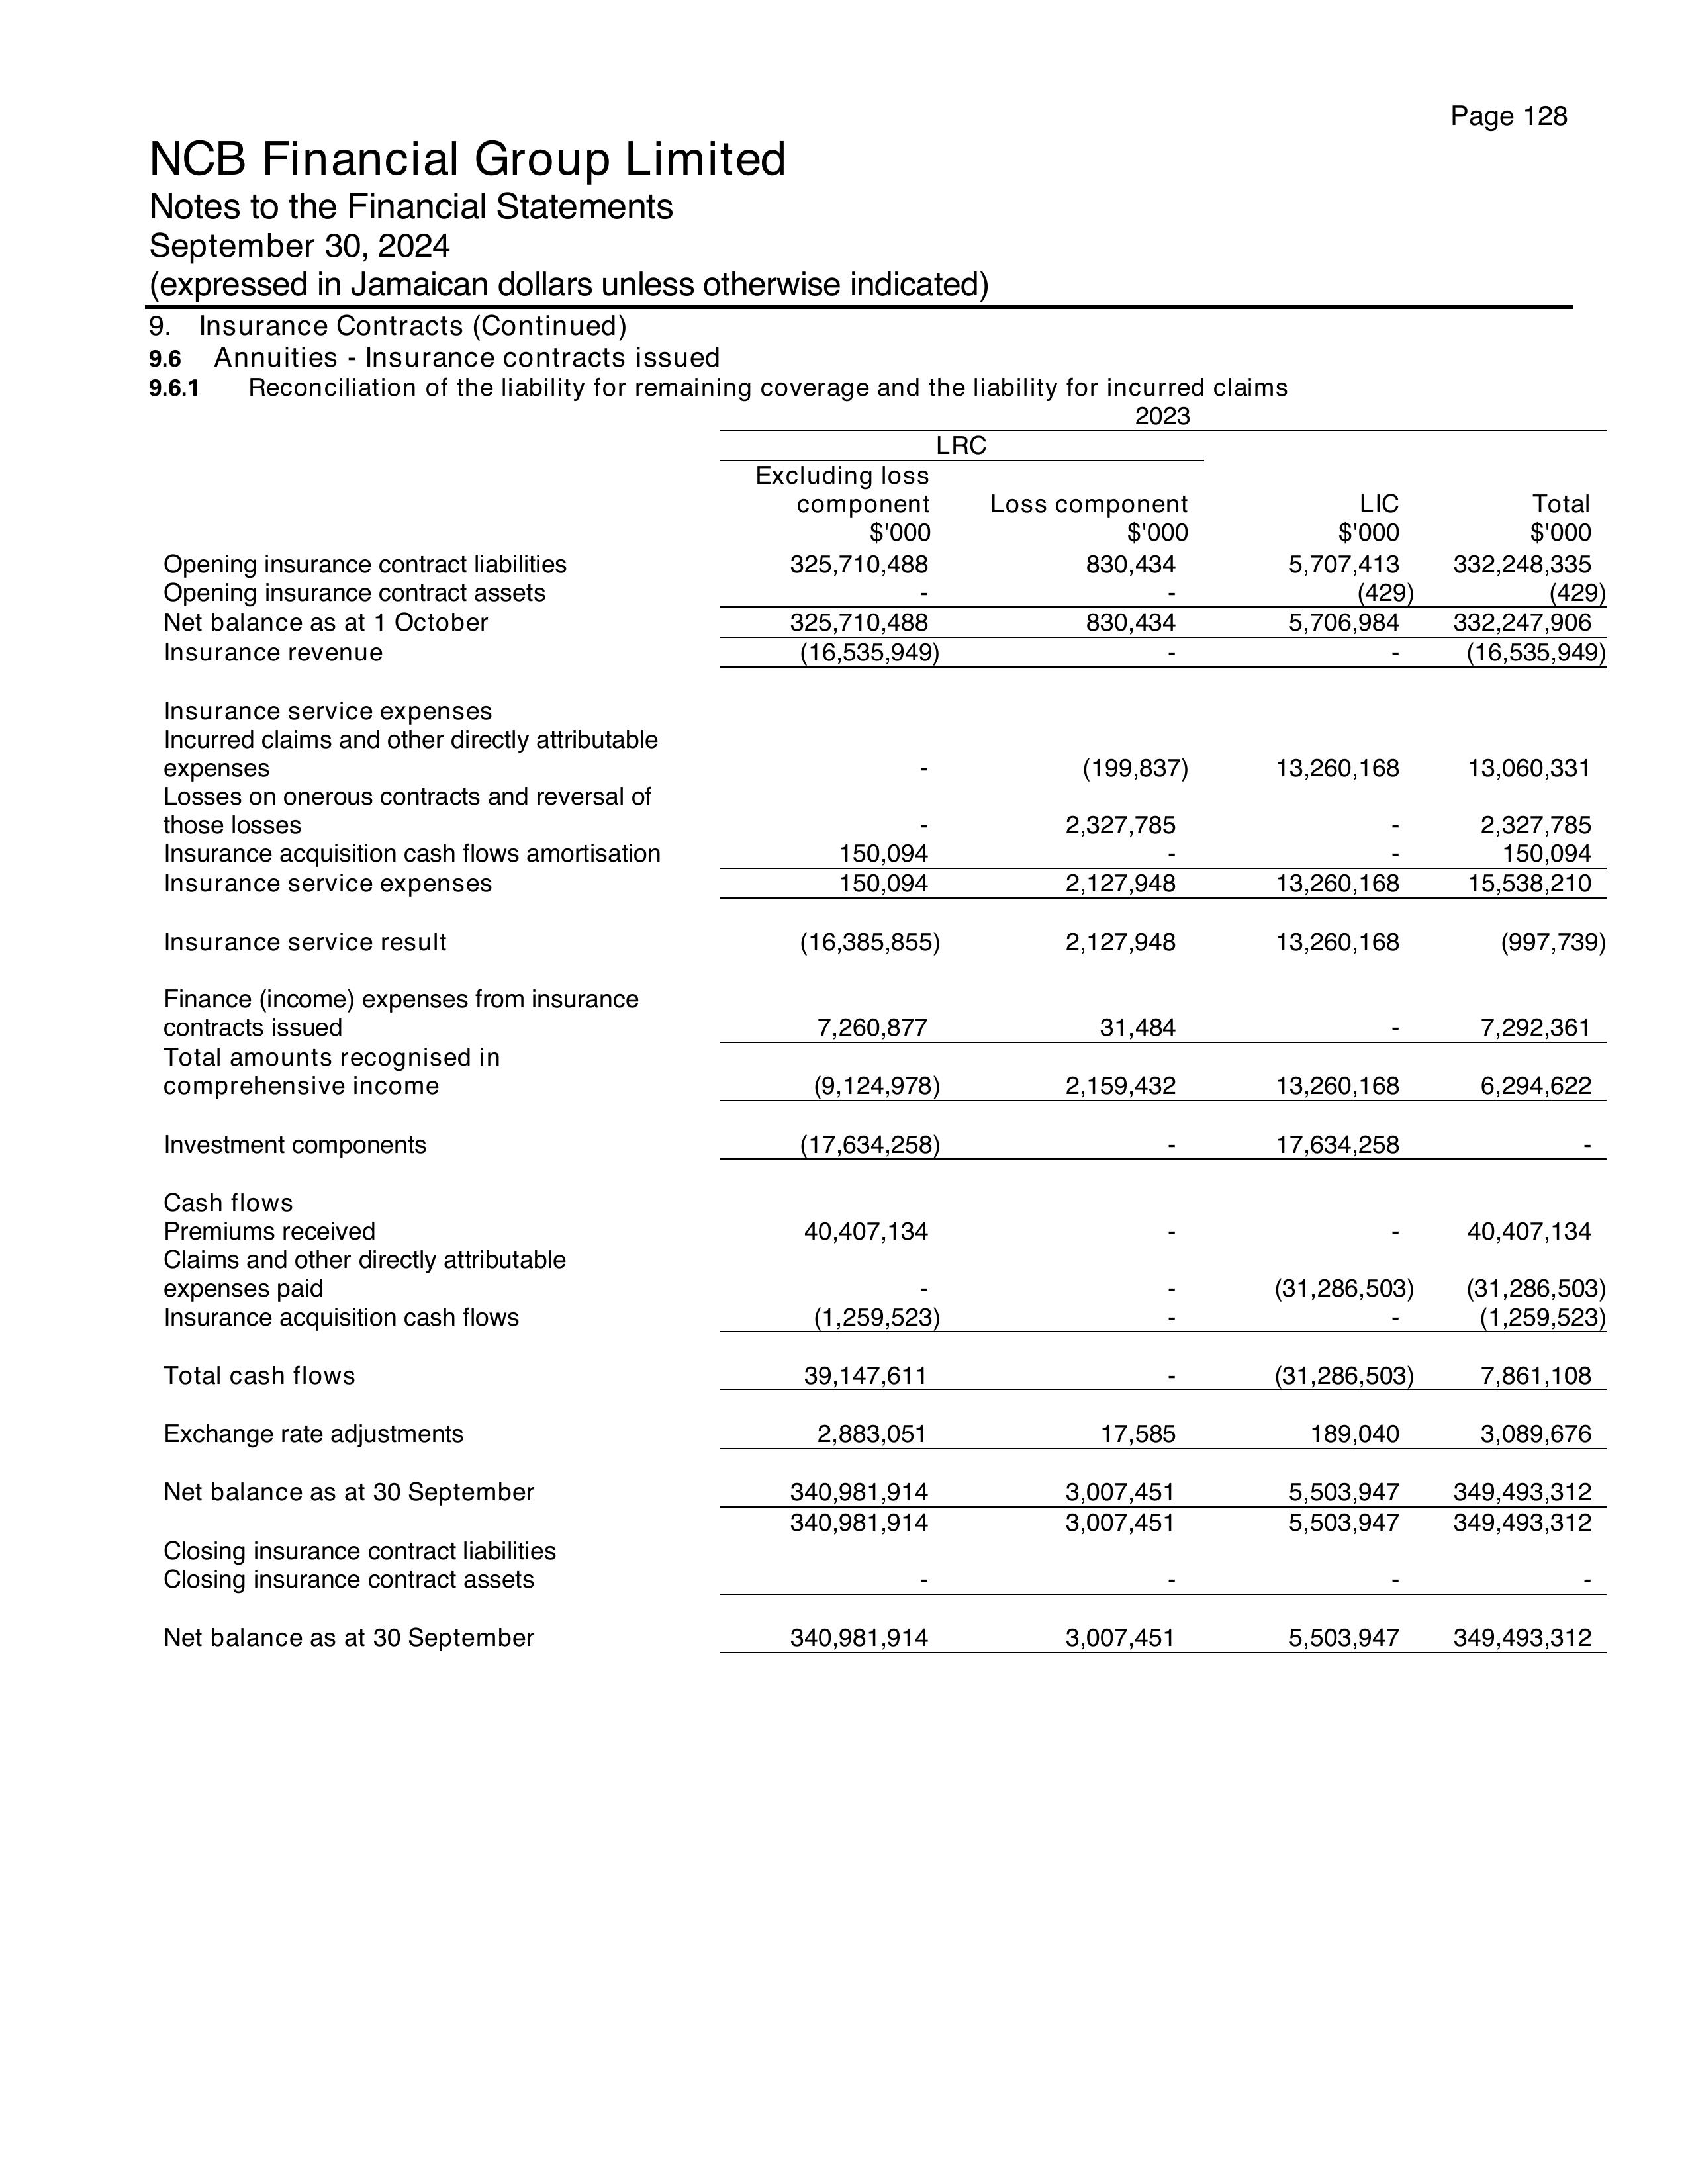 Page 128
NCB Financial Group Limited
Notes to the Financial Statements
September 30, 2024
(expressed in Jamaican dollars unless otherwise indicated)
9. Insurance Contracts (Continued)
9.6 Annuities - Insurance contracts issued
9.6.1 Reconciliation of the liability for remaining coverage and the liability for incurred claims
2023
LRC
Excluding loss
component Loss component LIC Total
$'000 $'000 $'000 $'000
Opening insurance contract liabilities 325,710,488 830,434 5,707,413 332,248,335
Opening insurance contract assets - - (429) (429)
Net balance as at 1 October 325,710,488 830,434 5,706,984 332,247,906
Insurance revenue (16,535,949) - - (16,535,949)
Insurance service expenses
Incurred claims and other directly attributable
expenses - (199,837) 13,260,168 13,060,331
Losses on onerous contracts and reversal of
those losses - 2,327,785 - 2,327,785
Insurance acquisition cash flows amortisation 150,094 - - 150,094
Insurance service expenses 150,094 2,127,948 13,260,168 15,538,210
Insurance service result (16,385,855) 2,127,948 13,260,168 (997,739)
Finance (income) expenses from insurance
contracts issued 7,260,877 31,484 - 7,292,361
Total amounts recognised in
comprehensive income (9,124,978) 2,159,432 13,260,168 6,294,622
Investment components (17,634,258) - 17,634,258 -
Cash flows
Premiums received 40,407,134 - - 40,407,134
Claims and other directly attributable
expenses paid - - (31,286,503) (31,286,503)
Insurance acquisition cash flows (1,259,523) - - (1,259,523)
Total cash flows 39,147,611 - (31,286,503) 7,861,108
Exchange rate adjustments 2,883,051 17,585 189,040 3,089,676
Net balance as at 30 September 340,981,914 3,007,451 5,503,947 349,493,312
340,981,914 3,007,451 5,503,947 349,493,312
Closing insurance contract liabilities
Closing insurance contract assets - - - -
Net balance as at 30 September 340,981,914 3,007,451 5,503,947 349,493,312